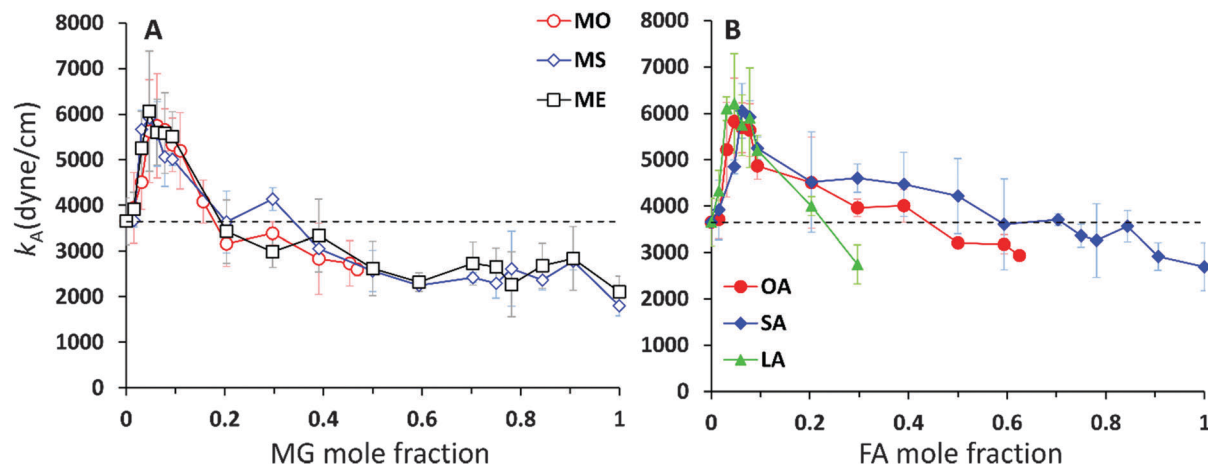 A
kA(dyne/cm)
8000
7000
6000
5000
4000
3000
2000
1000
0
0 0.2 0.4 0.6 0.8 1
MG mole fraction
MO
MS
ME
B
8000
7000
6000
5000
4000
3000
2000
1000
0
OA
SA
LA
0 0.2 0.4 0.6 0.8 1
FA mole fraction